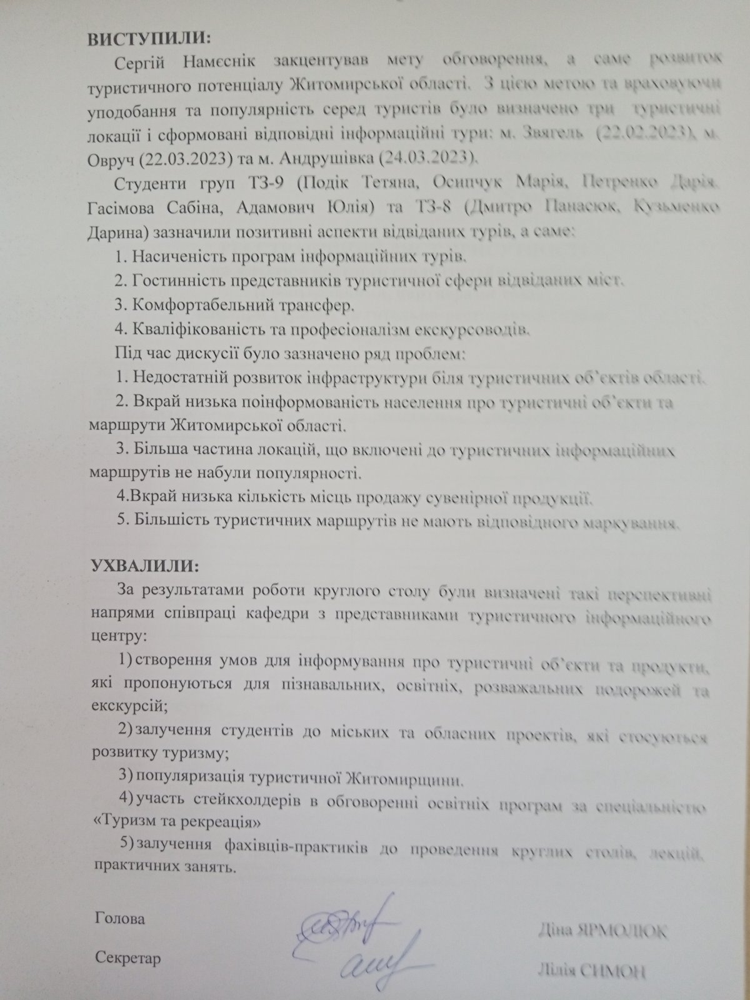 ВИСТУПИЛИ:
Сергій Намєснік закцентував мету обговорення, а саме розвиток
туристичного потенціалу Житомирської області. З цією метою та враховуючи
уподобання та популярність серед туристів було визначено три туристичні
локації і сформовані відповідні інформаційні тури: м. Звягель (22.02.2023), м.
Овруч (22.03.2023) та м. Андрушівка (24.03.2023).
Студенти груп ТЗ-9 (Подік Тетяна, Осипчук Марія, Петренко Дарія,
Гасімова Сабіна, Адамович Юлія) та ТЗ-8 (Дмитро Панасюк, Кузьменко
Дарина) зазначили позитивні аспекти відвіданих турів, а саме:
1. Насиченість програм інформаційних турів.
2. Гостинність представників туристичної сфери відвіданих міст.
3. Комфортабельний трансфер.
4. Кваліфікованість та професіоналізм екскурсоводів.
Під час дискусії було зазначено ряд проблем:
1. Недостатній розвиток інфраструктури біля туристичних об’єктів області.
2. Вкрай низька поінформованість населення про туристичні об’єкти та
маршрути Житомирської області.
3. Більша частина локацій, що включені до туристичних інформаційних
маршрутів не набули популярності.
4.Вкрай низька кількість місць продажу сувенірної продукції.
5. Більшість туристичних маршрутів не мають відповідного маркування.
УХВАЛИЛИ:
За результатами роботи круглого столу були визначені такі перспективні
напрями співпраці кафедри з представниками туристичного інформаційного
центру:
1) створення умов для інформування про туристичні об’єкти та продукти,
які пропонуються для пізнавальних, освітніх, розважальних подорожей та
екскурсій;
2) залучення студентів до міських та обласних проектів, які стосуються
розвитку туризму;
3) популяризація туристичної Житомирщини.
4) участь стейкхолдерів в обговоренні освітніх програм за спеціальністю
«Туризм та рекреація»
5) залучення фахівців-практиків до проведення круглих столів, лекцій,
практичних занять.
Голова Діна ЯРМОЛЮК
Секретар Лілія СИМОН